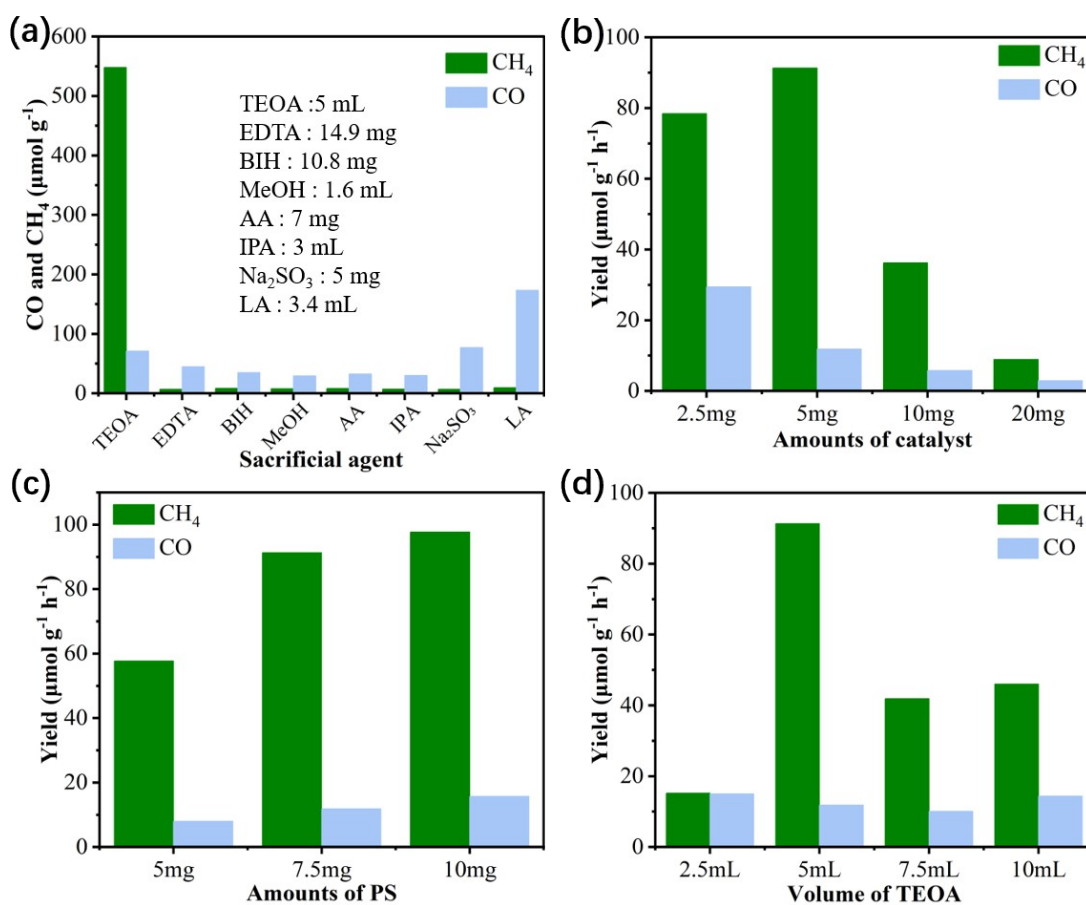 (a)
600
500
400
300
200
100
0
CO and CH₄ (μmol g⁻¹)
CH₄
CO
TEOA :5 mL
EDTA : 14.9 mg
BIH : 10.8 mg
MeOH : 1.6 mL
AA : 7 mg
IPA : 3 mL
Na₂SO₃ : 5 mg
LA : 3.4 mL
TEOA EDTA BIH MeOH AA IPA Na₂SO₃ LA
Sacrificial agent
(b)
100
80
60
40
20
0
Yield (μmol g⁻¹ h⁻¹)
CH₄
CO
2.5mg 5mg 10mg 20mg
Amounts of catalyst
(c)
100
80
60
40
20
0
Yield (μmol g⁻¹ h⁻¹)
CH₄
CO
5mg 7.5mg 10mg
Amounts of PS
(d)
100
80
60
40
20
0
Yield (μmol g⁻¹ h⁻¹)
CH₄
CO
2.5mL 5mL 7.5mL 10mL
Volume of TEOA